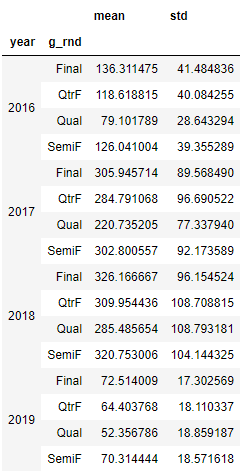 mean std
year g_rnd
2016 Final 136.311475 41.484836
QtrF 118.618815 40.084255
Qual 79.101789 28.643294
SemiF 126.041004 39.355289
2017 Final 305.945714 89.568490
QtrF 284.791068 96.690522
Qual 220.735205 77.337940
SemiF 302.800557 92.173589
2018 Final 326.166667 96.154524
QtrF 309.954436 108.708815
Qual 285.485654 108.793181
SemiF 320.753006 104.144325
2019 Final 72.514009 17.302569
QtrF 64.403768 18.110337
Qual 52.356786 18.859187
SemiF 70.314444 18.571618